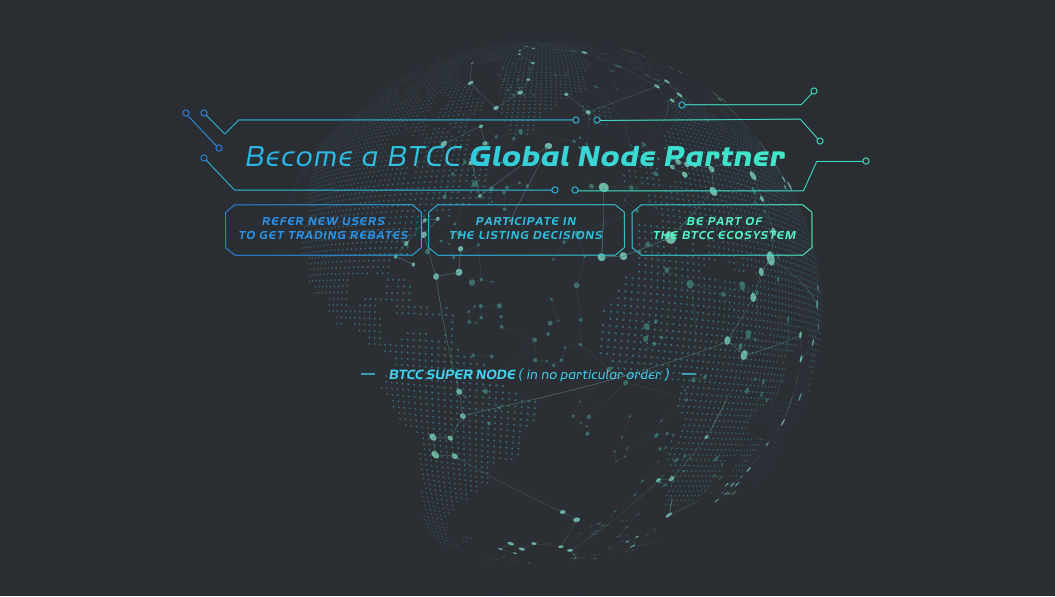 Become a BTCC Global Node Partner
REFER NEW USERS
TO GET TRADING REBATES
PARTICIPATE IN
THE LISTING DECISIONS
BE PART OF
THE BTCC ECOSYSTEM
BTCC SUPER NODE ( in no particular order )